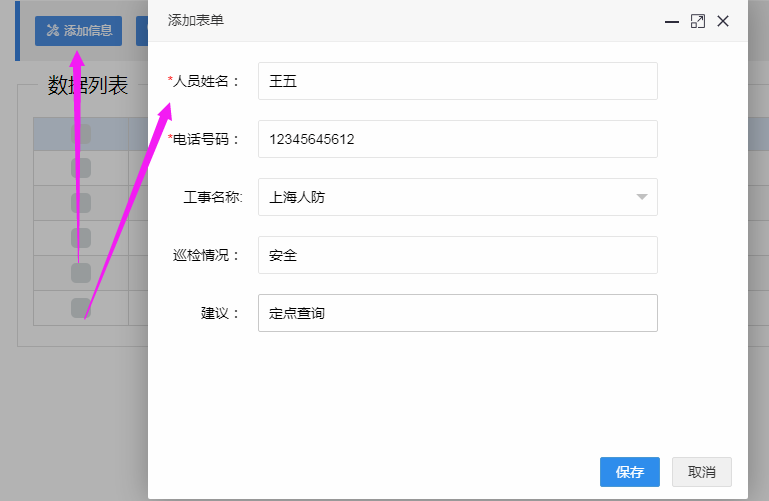 添加信息
数据列表
添加表单
*人员姓名：
王五
*电话号码：
12345645612
工事名称:
上海人防
巡检情况：
安全
建议：
定点查询
保存
取消